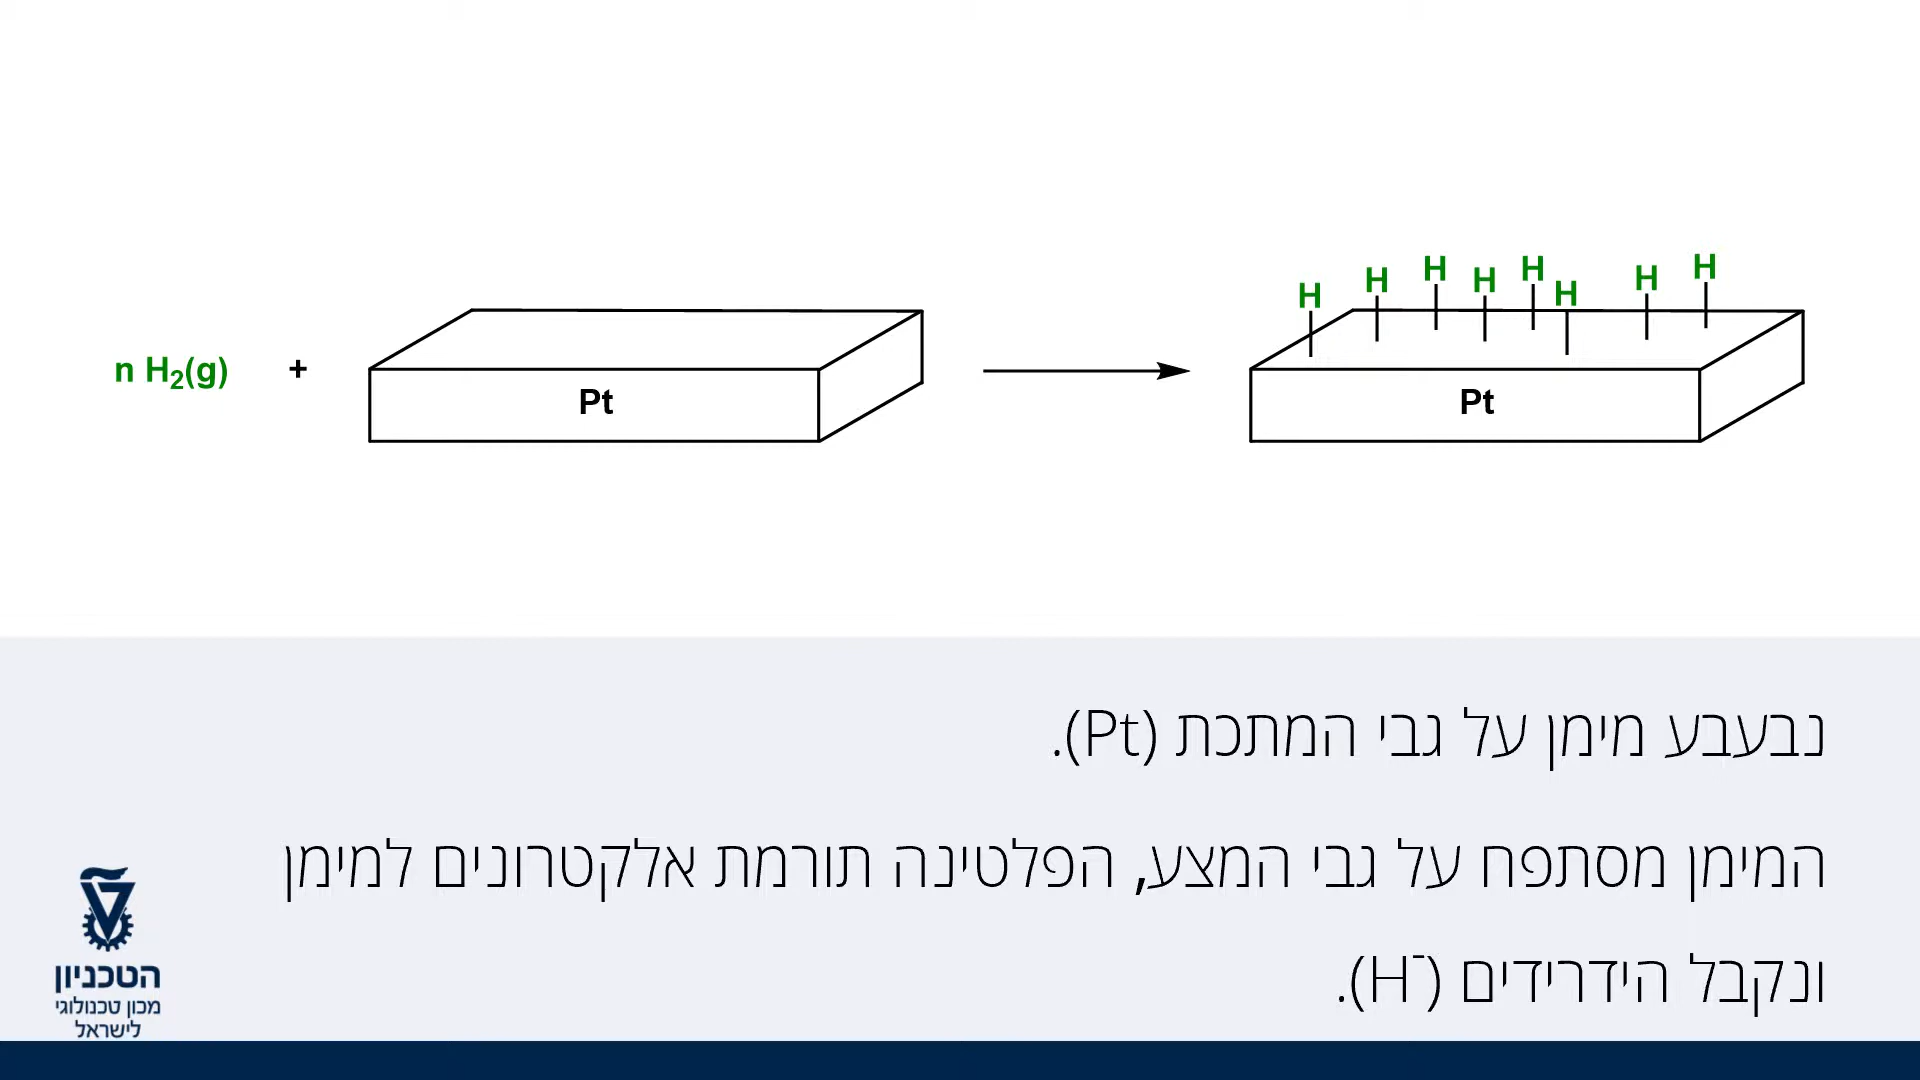 H H H H H H H H
n H₂(g) + Pt Pt
נבעבע מימן על גבי המתכת (Pt).
המימן מסתפח על גבי המצע, הפלטינה תורמת אלקטרונים למימן
ונקבל הידרידים (H⁻).
הטכניון
מכון טכנולוגי
לישראל